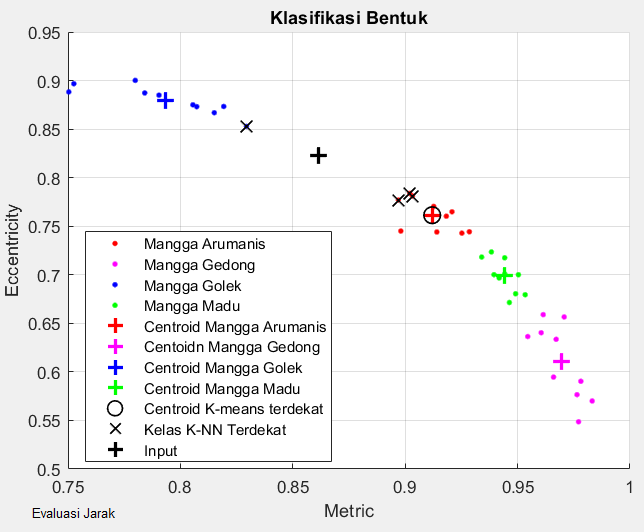 Klasifikasi Bentuk
0.95
0.9
0.85
0.8
0.75
0.7
0.65
0.6
0.55
0.5
Eccentricity
Mangga Arumanis
Mangga Gedong
Mangga Golek
Mangga Madu
Centroid Mangga Arumanis
Centoidn Mangga Gedong
Centroid Mangga Golek
Centroid Mangga Madu
Centroid K-means terdekat
Kelas K-NN Terdekat
Input
0.75 0.8 0.85 0.9 0.95 1
Metric
Evaluasi Jarak